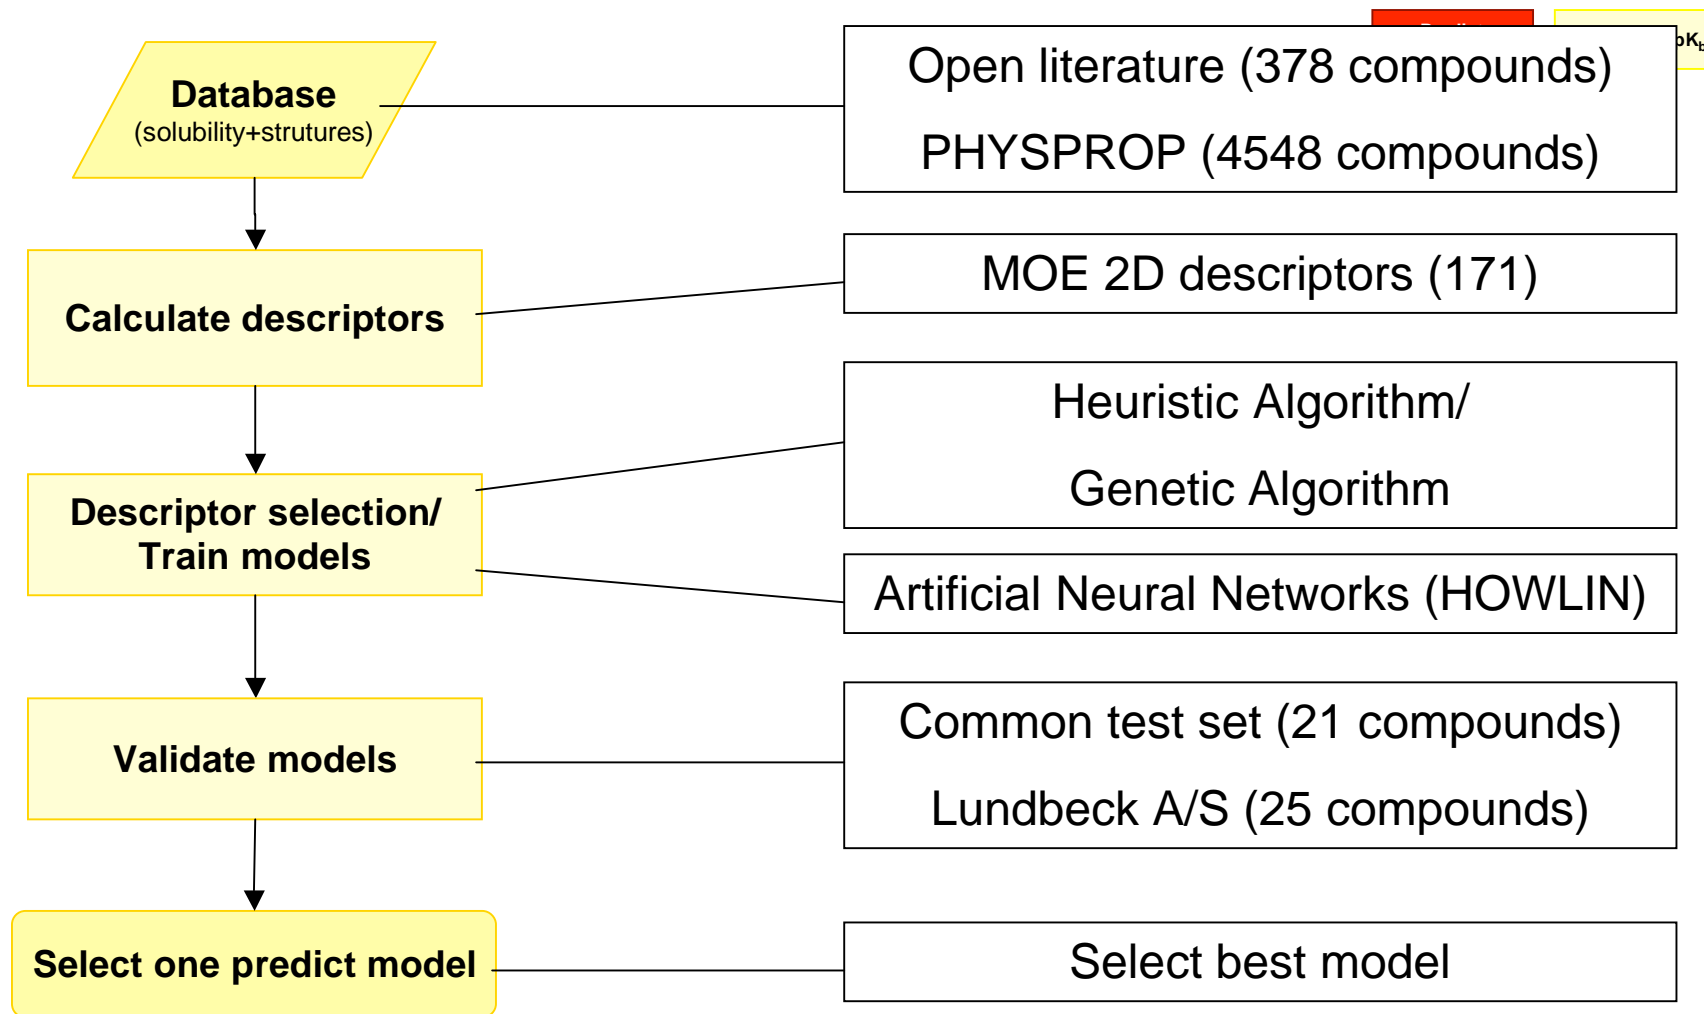 Database
(solubility+strutures)
Open literature (378 compounds)
PHYSPROP (4548 compounds)
pK_b
Calculate descriptors
MOE 2D descriptors (171)
Descriptor selection/
Train models
Heuristic Algorithm/
Genetic Algorithm
Artificial Neural Networks (HOWLIN)
Validate models
Common test set (21 compounds)
Lundbeck A/S (25 compounds)
Select one predict model
Select best model